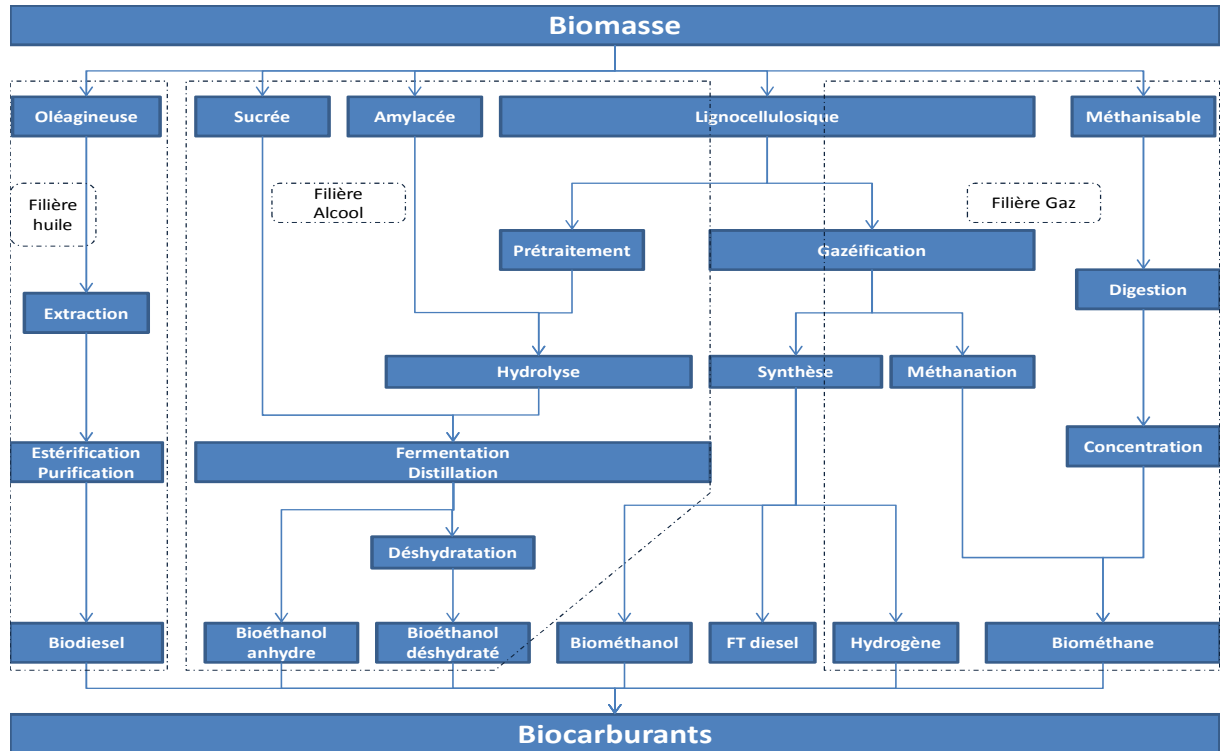 Biomasse
Oléagineuse
Sucrée
Amylacée
Lignocellulosique
Méthanisable
Filière
huile
Filière
Alcool
Filière Gaz
Prétraitement
Gazéification
Digestion
Extraction
Hydrolyse
Synthèse
Méthanation
Estérification
Purification
Fermentation
Distillation
Concentration
Déshydratation
Biodiesel
Bioéthanol
anhydre
Bioéthanol
déshydraté
Biométhanol
FT diesel
Hydrogène
Biométhane
Biocarburants